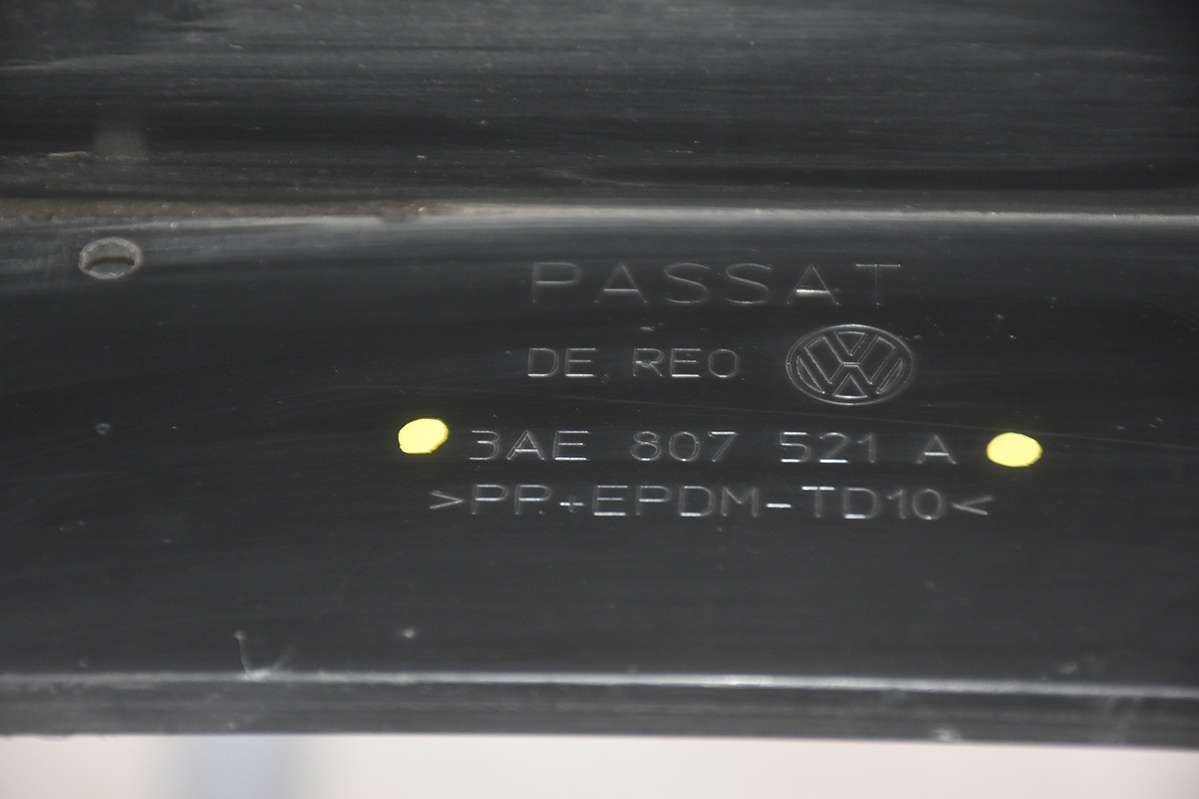 PASSAT
DE REO
3AE 807 521 A
>PP+EPDM-TD10<